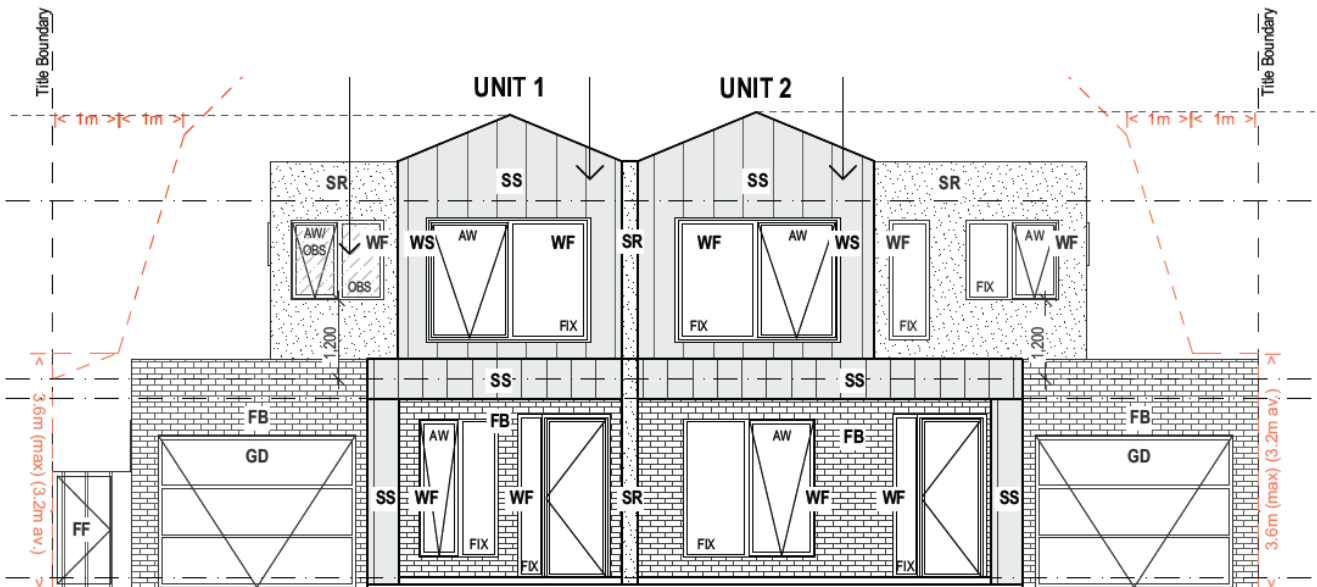 Title Boundary
Title Boundary
UNIT 1
UNIT 2
< 1m > < 1m >
< 1m > < 1m >
SR
SS
SS
SR
AW/
OBS
WF
WS
AW
WF
SR
WF
AW
WS
WF
AW
WF
OBS
FIX
FIX
FIX
FIX
1,200
1,200
SS
SS
3.6m (max) (3.2m av.)
3.6m (max) (3.2m av.)
FB
AW
FB
AW
FB
FB
GD
GD
SS
WF
WF
SR
WF
WF
SS
FF
FIX
FIX
FIX
FIX